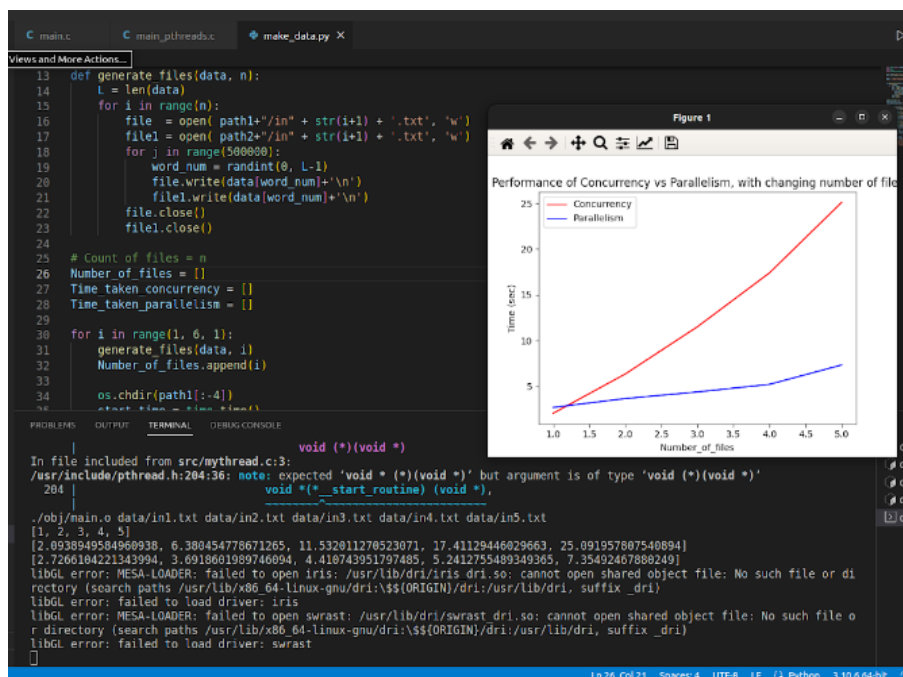 main.c
main_pthreads.c
make_data.py
Views and More Actions...
13 def generate_files(data, n):
14 L = len(data)
15 for i in range(n):
16 file = open( path1+"/in" + str(i+1) + '.txt', 'w')
17 file1 = open( path2+"/in" + str(i+1) + '.txt', 'w')
18 for j in range(500000):
19 word_num = randint(0, L-1)
20 file.write(data[word_num]+'\n')
21 file1.write(data[word_num]+'\n')
22 file.close()
23 file1.close()
24
25 # Count of files = n
26 Number_of_files = []
27 Time_taken_concurrency = []
28 Time_taken_parallelism = []
29
30 for i in range(1, 6, 1):
31 generate_files(data, i)
32 Number_of_files.append(i)
33
34 os.chdir(path1[:-4])
35 start_time = time.time()
Figure 1
Performance of Concurrency vs Parallelism, with changing number of file
Concurrency
Parallelism
25
20
15
10
5
Time (sec)
1.0 1.5 2.0 2.5 3.0 3.5 4.0 4.5 5.0
Number_of_files
PROBLEMS OUTPUT TERMINAL DEBUG CONSOLE
| void (*)(void *)
In file included from src/mythread.c:3:
/usr/include/pthread.h:204:36: note: expected ‘void * (*)(void *)’ but argument is of type ‘void (*)(void *)’
204 | void *(*__start_routine) (void *),
| ~~~~~~~~^~~~~~~~~~~~~~~~~~~~~~~~
./obj/main.o data/in1.txt data/in2.txt data/in3.txt data/in4.txt data/in5.txt
[1, 2, 3, 4, 5]
[2.0938949584960938, 6.380454778671265, 11.532011270523071, 17.41129446029663, 25.091957807540894]
[2.7266104221343994, 3.6918601989746094, 4.410743951797485, 5.2412755489349365, 7.35492467880249]
libGL error: MESA-LOADER: failed to open iris: /usr/lib/dri/iris_dri.so: cannot open shared object file: No such file or di
rectory (search paths /usr/lib/x86_64-linux-gnu/dri:\$${ORIGIN}/dri:/usr/lib/dri, suffix _dri)
libGL error: failed to load driver: iris
libGL error: MESA-LOADER: failed to open swrast: /usr/lib/dri/swrast_dri.so: cannot open shared object file: No such file o
r directory (search paths /usr/lib/x86_64-linux-gnu/dri:\$${ORIGIN}/dri:/usr/lib/dri, suffix _dri)
libGL error: failed to load driver: swrast
Ln 26, Col 21 Spaces: 4 UTF-8 LF Python 3.10.6 64-bit